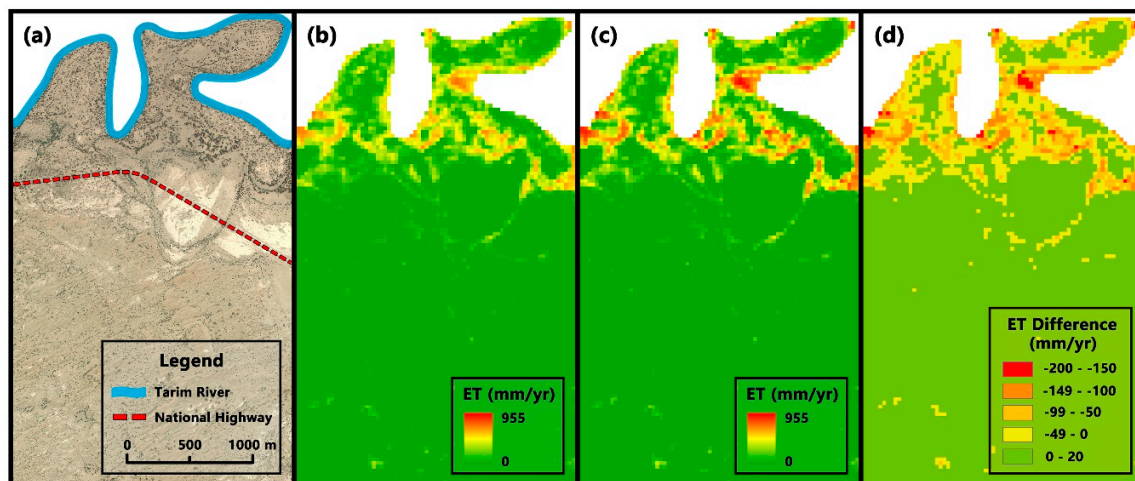 (a)
(b)
(c)
(d)
Legend
Tarim River
National Highway
0 500 1000 m
ET (mm/yr)
955
0
ET (mm/yr)
955
0
ET Difference
(mm/yr)
-200 - -150
-149 - -100
-99 - -50
-49 - 0
0 - 20